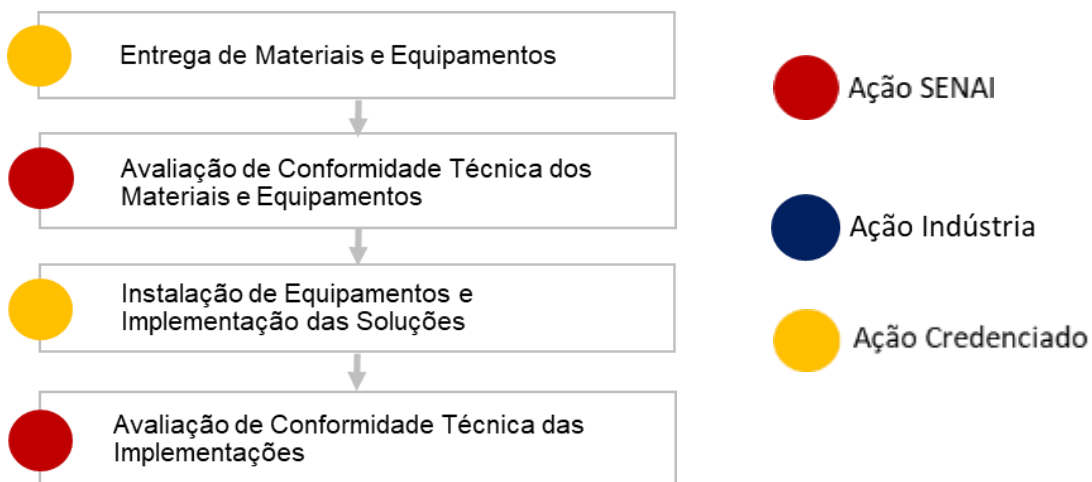 Entrega de Materiais e Equipamentos
Avaliação de Conformidade Técnica dos
Materiais e Equipamentos
Instalação de Equipamentos e
Implementação das Soluções
Avaliação de Conformidade Técnica das
Implementações
Ação SENAI
Ação Indústria
Ação Credenciado